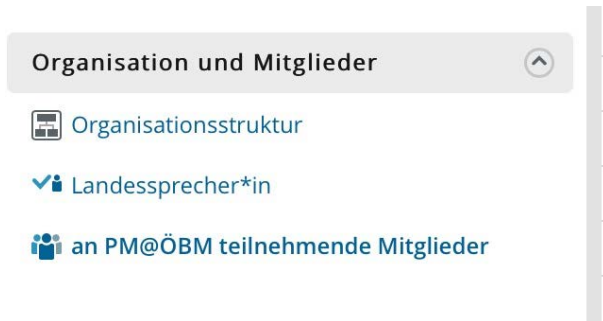 Organisation und Mitglieder
Organisationsstruktur
Landessprecher*in
an PM@ÖBM teilnehmende Mitglieder